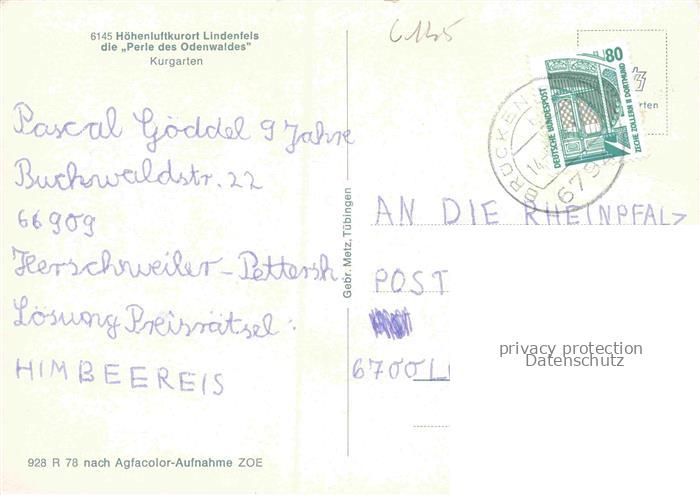 6145 Höhenluftkurort Lindenfels
die „Perle des Odenwaldes"
Kurgarten
Pascal Göddel 9 Jahre
Buchwaldstr. 22
66909
Herschweiler-Pettersh.
Lösung Preisrätsel:
HIMBEEREIS
928 R 78 nach Agfacolor-Aufnahme ZOE
Gebr. Metz, Tübingen
80
DEUTSCHE BUNDESPOST
ZECHE ZOLLERN II DORTMUND
BRÜCKEN
679
AN DIE RHEINPFALZ
POST
6700 L
privacy protection
Datenschutz